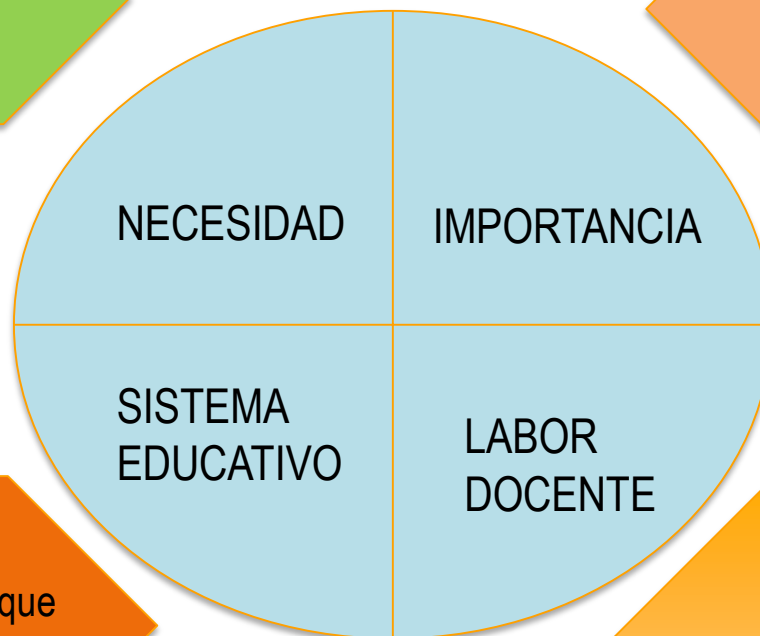 NECESIDAD
IMPORTANCIA
SISTEMA
EDUCATIVO
LABOR
DOCENTE
que